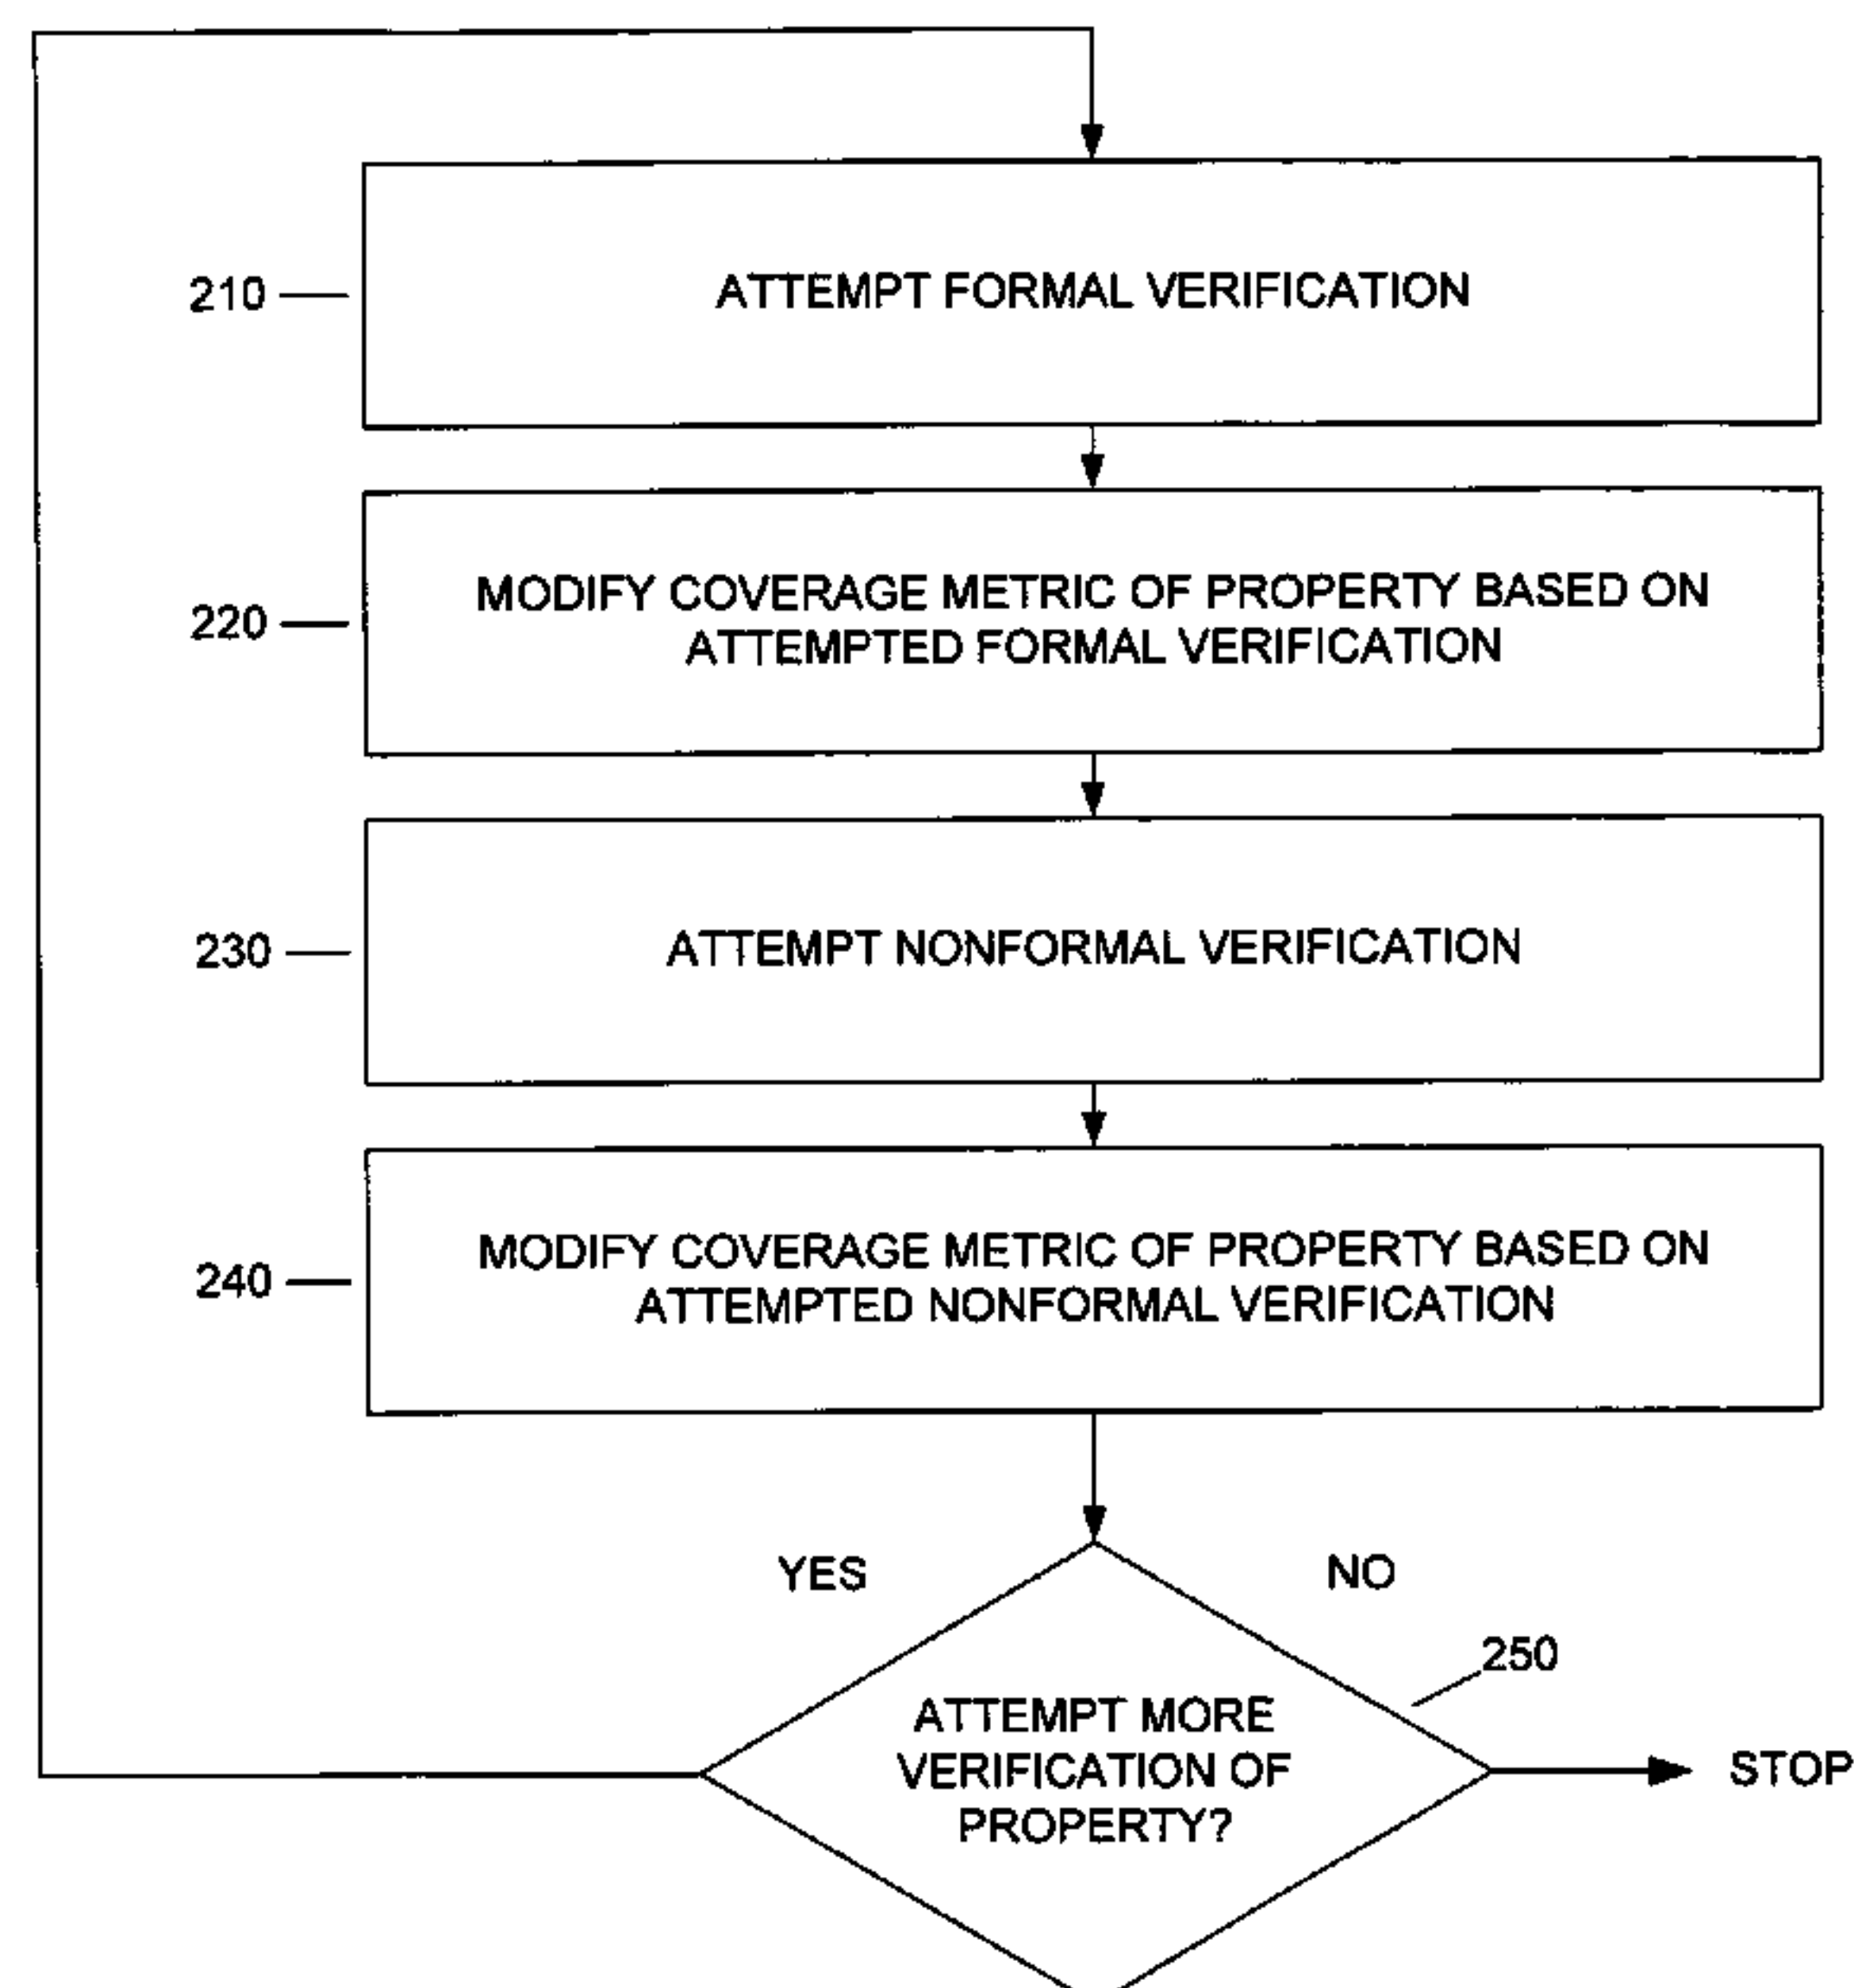 210
ATTEMPT FORMAL VERIFICATION
220
MODIFY COVERAGE METRIC OF PROPERTY BASED ON
ATTEMPTED FORMAL VERIFICATION
230
ATTEMPT NONFORMAL VERIFICATION
240
MODIFY COVERAGE METRIC OF PROPERTY BASED ON
ATTEMPTED NONFORMAL VERIFICATION
YES
NO
250
ATTEMPT MORE
VERIFICATION OF
PROPERTY?
STOP